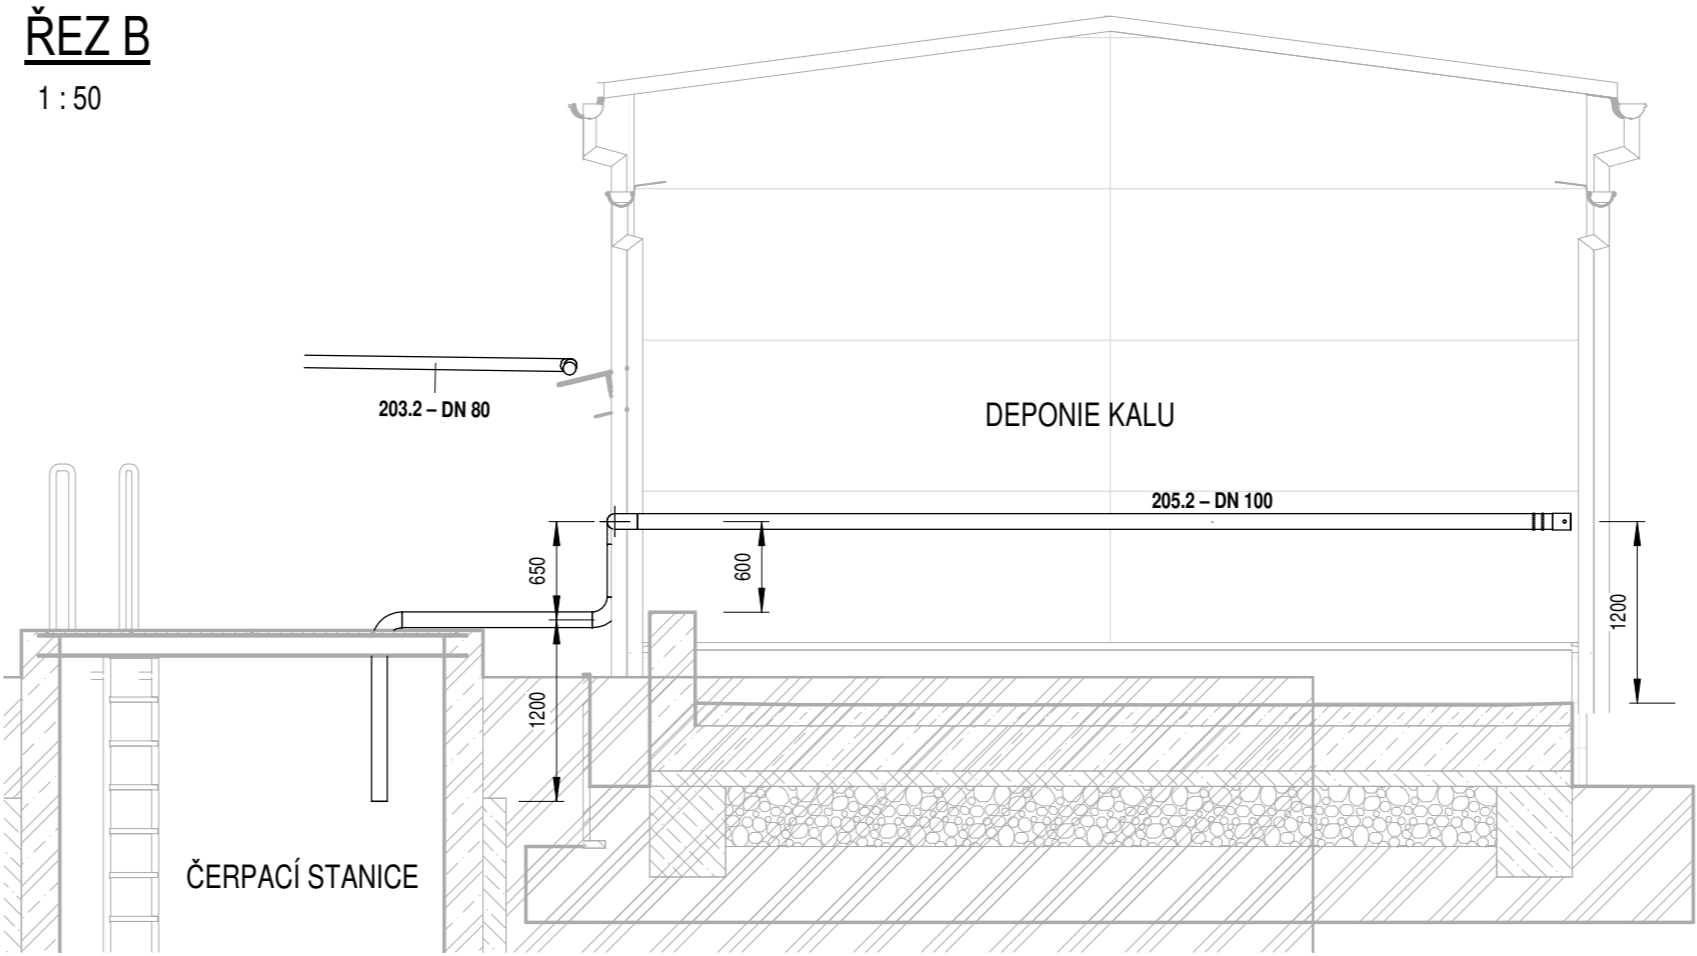 ŘEZ B
1 : 50
203.2 – DN 80
DEPONIE KALU
205.2 – DN 100
650
600
1200
1200
ČERPACÍ STANICE